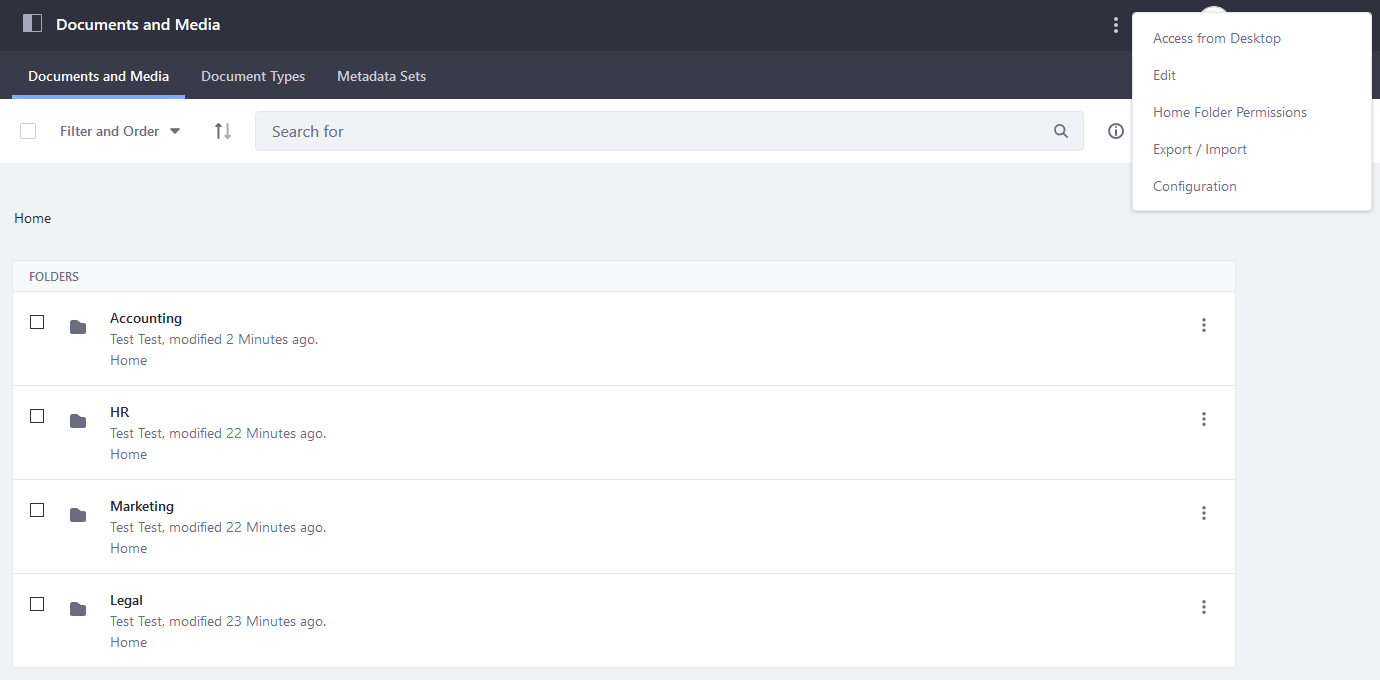 Documents and Media
Documents and Media
Document Types
Metadata Sets
Filter and Order
Search for
Access from Desktop
Edit
Home Folder Permissions
Export / Import
Configuration
Home
FOLDERS
Accounting
Test Test, modified 2 Minutes ago.
Home
HR
Test Test, modified 22 Minutes ago.
Home
Marketing
Test Test, modified 22 Minutes ago.
Home
Legal
Test Test, modified 23 Minutes ago.
Home